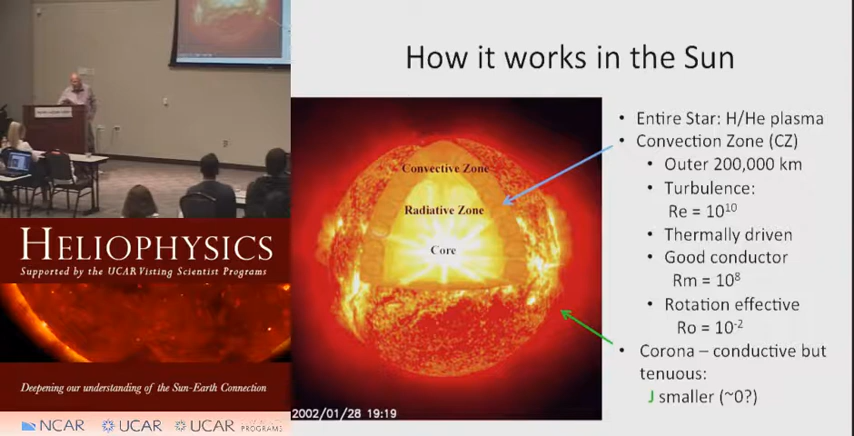 How it works in the Sun
Convective Zone
Radiative Zone
Core
2002/01/28 19:19
• Entire Star: H/He plasma
• Convection Zone (CZ)
• Outer 200,000 km
• Turbulence:
Re = 10¹⁰
• Thermally driven
• Good conductor
Rm = 10⁸
• Rotation effective
Ro = 10⁻²
• Corona – conductive but
tenuous:
J smaller (~0?)
HELIOPHYSICS
Supported by the UCAR Visting Scientist Programs
Deepening our understanding of the Sun-Earth Connection
NCAR UCAR UCAR PROGRAMS